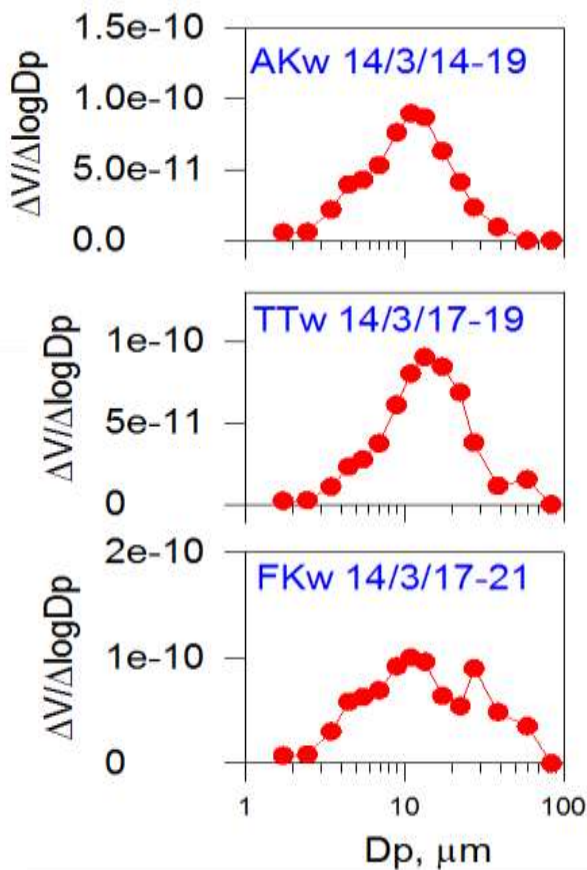 1.5e-10
AKw 14/3/14-19
1.0e-10
5.0e-11
0.0
ΔV/ΔlogDp
TTw 14/3/17-19
1e-10
5e-11
0
ΔV/ΔlogDp
2e-10
FKw 14/3/17-21
1e-10
0
ΔV/ΔlogDp
1 10 100
Dp, μm